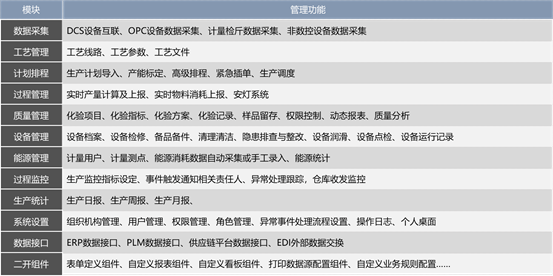 模块 管理功能
数据采集 DCS设备互联、OPC设备数据采集、计量检斤数据采集、非数控设备数据采集
工艺管理 工艺线路、工艺参数、工艺文件
计划排程 生产计划导入、产能标定、高级排程、紧急插单、生产调度
过程管理 实时产量计算及上报、实时物料消耗上报、安灯系统
质量管理 化验项目、化验指标、化验方案、化验记录、样品留存、权限控制、动态报表、质量分析
设备管理 设备档案、设备检修、备品备件、清理清洁、隐患排查与整改、设备润滑、设备点检、设备运行记录
能源管理 计量用户、计量测点、能源消耗数据自动采集或手工录入、能源统计
过程监控 生产监控指标设定、事件触发通知相关责任人、异常处理跟踪，仓库收发监控
生产统计 生产日报、生产周报、生产月报、
系统设置 组织机构管理、用户管理、权限管理、角色管理、异常事件处理流程设置、操作日志、个人桌面
数据接口 ERP数据接口、PLM数据接口、供应链平台数据接口、EDI外部数据交换
二开组件 表单定义组件、自定义报表组件、自定义看板组件、打印数据源配置组件、自定义业务规则配置......